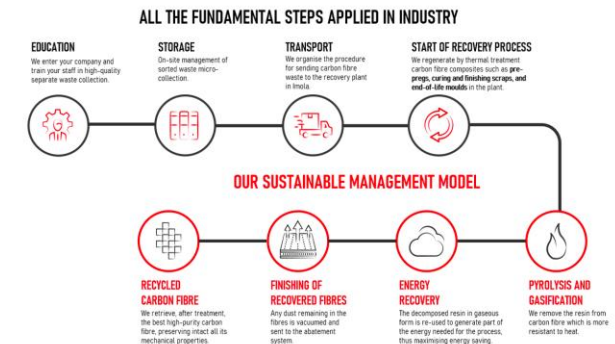 ALL THE FUNDAMENTAL STEPS APPLIED IN INDUSTRY
EDUCATION
We enter your company and
train your staff in high-quality
separate waste collection.
STORAGE
On-site management of
sorted waste micro-
collection.
TRANSPORT
We organise the procedure
for sending carbon fibre
waste to the recovery plant
in Imola.
START OF RECOVERY PROCESS
We regenerate by thermal treatment
carbon fibre composites such as pre-
pregs, curing and finishing scraps, and
end-of-life moulds in the plant.
OUR SUSTAINABLE MANAGEMENT MODEL
RECYCLED
CARBON FIBRE
We retrieve, after treatment,
the best high-purity carbon
fibre, preserving intact all its
mechanical properties.
FINISHING OF
RECOVERED FIBRES
Any dust remaining in the
fibres is vacuumed and
sent to the abatement
system.
ENERGY
RECOVERY
The decomposed resin in gaseous
form is re-used to generate part of
the energy needed for the process,
thus maximising energy saving.
PYROLYSIS AND
GASIFICATION
We remove the resin from
carbon fibre which is more
resistant to heat.